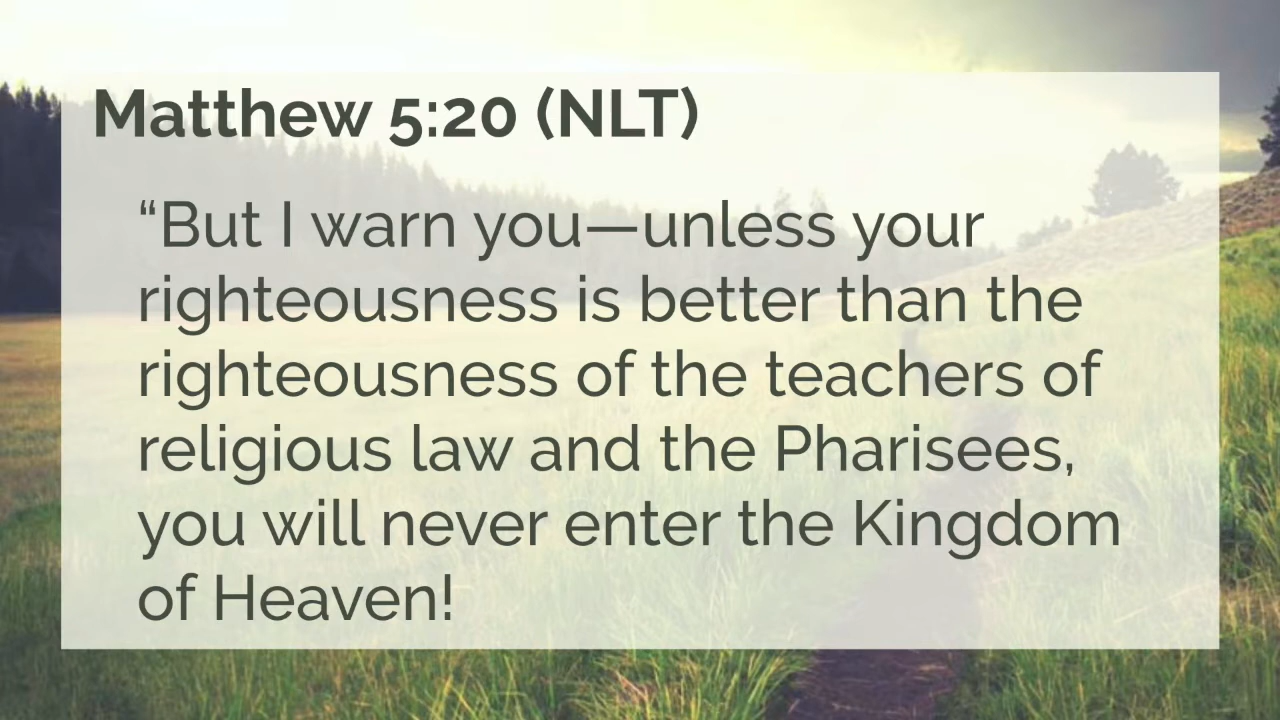 Matthew 5:20 (NLT)
“But I warn you—unless your
righteousness is better than the
righteousness of the teachers of
religious law and the Pharisees,
you will never enter the Kingdom
of Heaven!